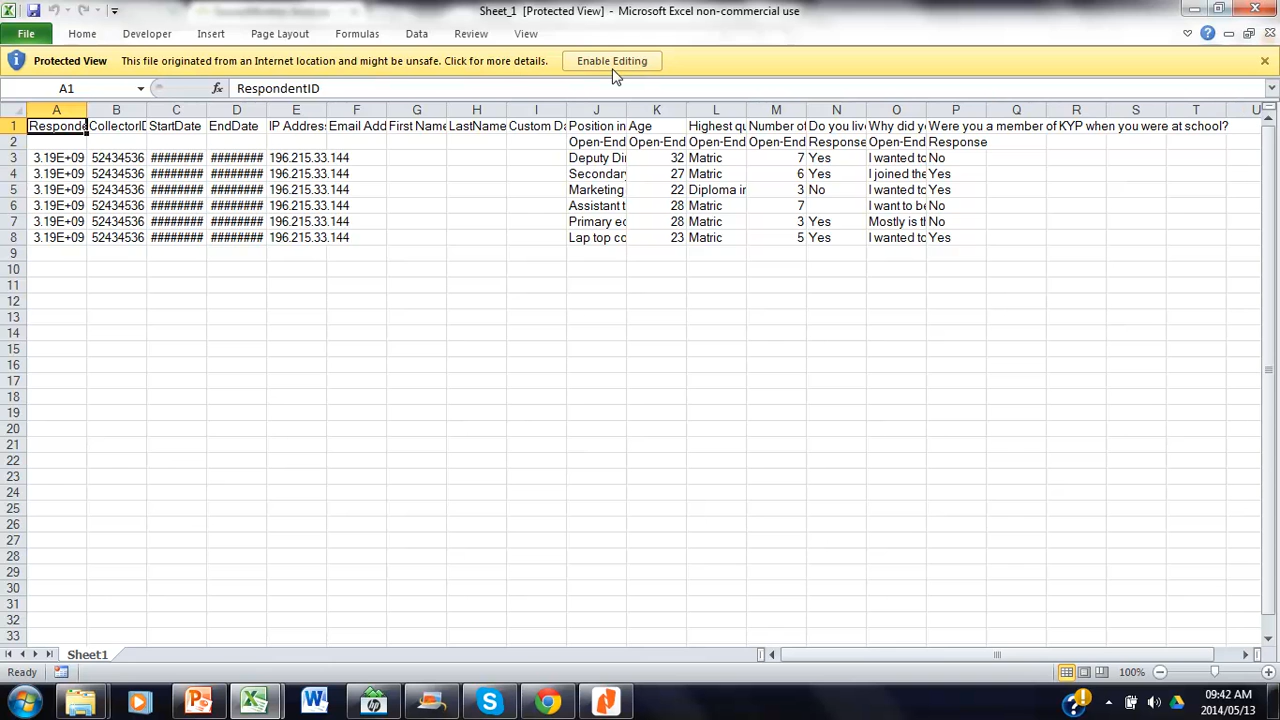 Sheet_1 [Protected View] - Microsoft Excel non-commercial use
File Home Developer Insert Page Layout Formulas Data Review View
Protected View This file originated from an Internet location and might be unsafe. Click for more details. Enable Editing
A1 fx RespondentID
A B C D E F G H I J K L M N O P Q R S T U
1 Responde CollectorID StartDate EndDate IP Address Email Add First Name LastName Custom Da Position in Age Highest qu Number of Do you live Why did yo Were you a member of KYP when you were at school?
2 Open-End Open-End Open-End Open-End Response Open-End Response
3 3.19E+09 52434536 ######## ######## 196.215.33.144 Deputy Dir 32 Matric 7 Yes I wanted to No
4 3.19E+09 52434536 ######## ######## 196.215.33.144 Secondary 27 Matric 6 Yes I joined the Yes
5 3.19E+09 52434536 ######## ######## 196.215.33.144 Marketing 22 Diploma in 3 No I wanted to Yes
6 3.19E+09 52434536 ######## ######## 196.215.33.144 Assistant t 28 Matric 7 I want to be Yes
7 3.19E+09 52434536 ######## ######## 196.215.33.144 Primary ec 28 Matric 3 Yes Mostly is th No
8 3.19E+09 52434536 ######## ######## 196.215.33.144 Lap top co 23 Matric 5 Yes I wanted to Yes
9
10
11
12
13
14
15
16
17
18
19
20
21
22
23
24
25
26
27
28
29
30
31
32
33
Sheet1
Ready 100%
09:42 AM
2014/05/13